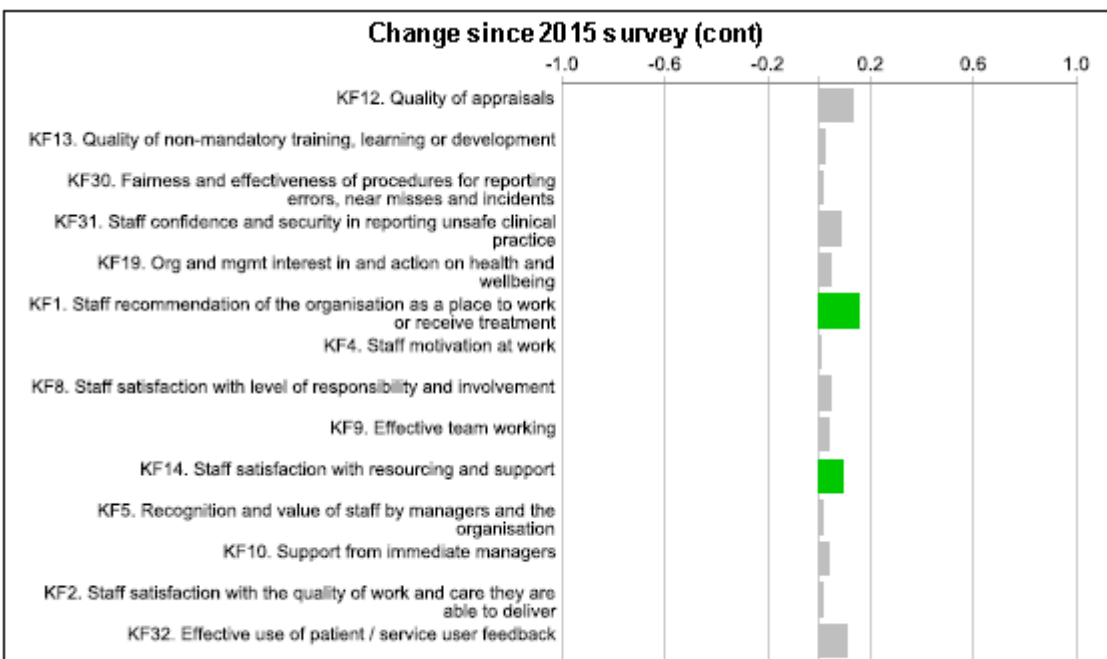 Change since 2015 survey (cont)
-1.0 -0.6 -0.2 0.2 0.6 1.0
KF12. Quality of appraisals
KF13. Quality of non-mandatory training, learning or development
KF30. Fairness and effectiveness of procedures for reporting
errors, near misses and incidents
KF31. Staff confidence and security in reporting unsafe clinical
practice
KF19. Org and mgmt interest in and action on health and
wellbeing
KF1. Staff recommendation of the organisation as a place to work
or receive treatment
KF4. Staff motivation at work
KF8. Staff satisfaction with level of responsibility and involvement
KF9. Effective team working
KF14. Staff satisfaction with resourcing and support
KF5. Recognition and value of staff by managers and the
organisation
KF10. Support from immediate managers
KF2. Staff satisfaction with the quality of work and care they are
able to deliver
KF32. Effective use of patient / service user feedback